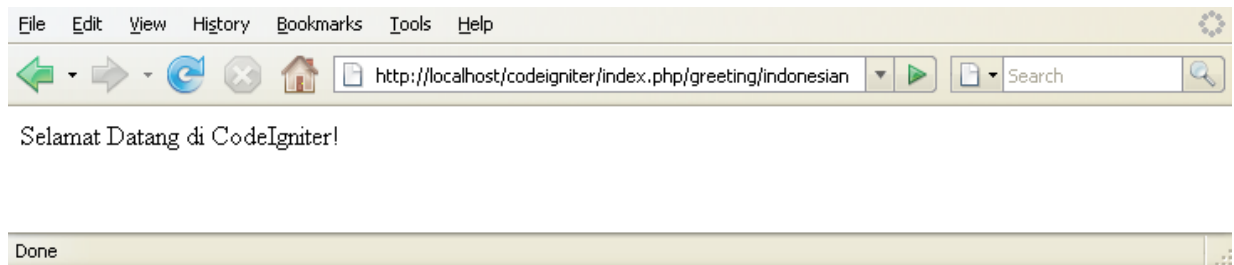 File Edit View History Bookmarks Tools Help
http://localhost/codeigniter/index.php/greeting/indonesian Search
Selamat Datang di CodeIgniter!
Done